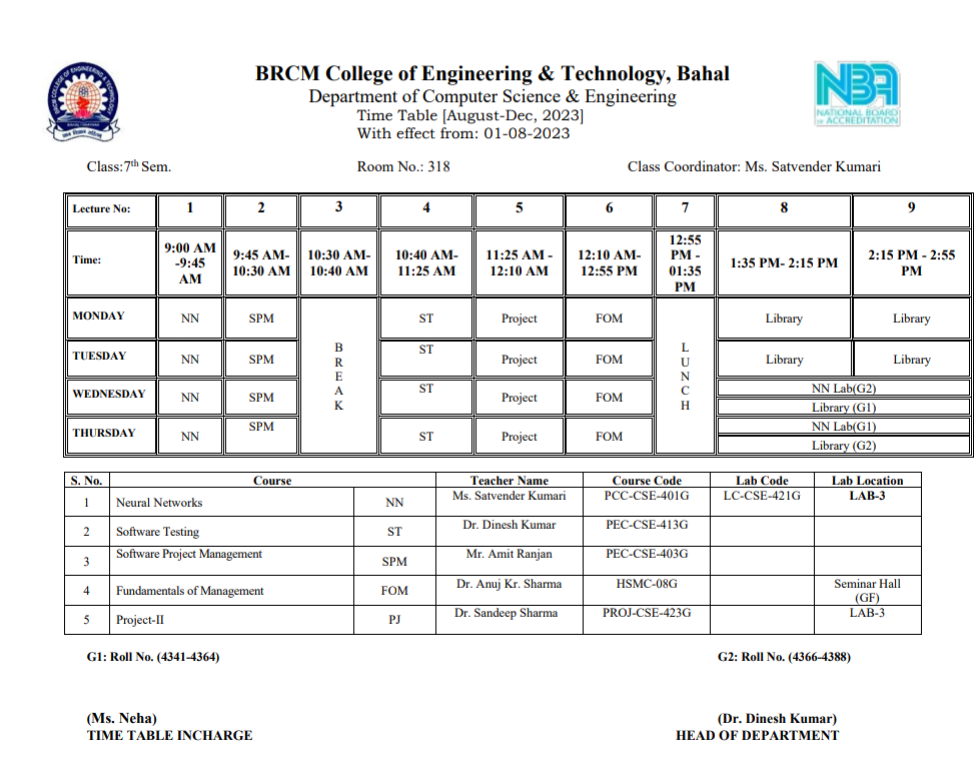 BRCM College of Engineering & Technology, Bahal
Department of Computer Science & Engineering
Time Table [August-Dec, 2023]
With effect from: 01-08-2023
NBA
NATIONAL BOARD
OF ACCREDITATION
Class:7th Sem. Room No.: 318 Class Coordinator: Ms. Satvender Kumari
Lecture No: 1 2 3 4 5 6 7 8 9
Time: 9:00 AM -9:45 AM 9:45 AM- 10:30 AM 10:30 AM- 10:40 AM 10:40 AM- 11:25 AM 11:25 AM - 12:10 AM 12:10 AM- 12:55 PM 12:55 PM - 01:35 PM 1:35 PM- 2:15 PM 2:15 PM - 2:55 PM
MONDAY NN SPM BREAK ST Project FOM LUNCH Library Library
TUESDAY NN SPM ST Project FOM Library Library
WEDNESDAY NN SPM ST Project FOM NN Lab(G2)
Library (G1)
THURSDAY NN SPM ST Project FOM NN Lab(G1)
Library (G2)
S. No. Course Teacher Name Course Code Lab Code Lab Location
1 Neural Networks NN Ms. Satvender Kumari PCC-CSE-401G LC-CSE-421G LAB-3
2 Software Testing ST Dr. Dinesh Kumar PEC-CSE-413G
3 Software Project Management SPM Mr. Amit Ranjan PEC-CSE-403G
4 Fundamentals of Management FOM Dr. Anuj Kr. Sharma HSMC-08G Seminar Hall (GF)
5 Project-II PJ Dr. Sandeep Sharma PROJ-CSE-423G LAB-3
G1: Roll No. (4341-4364) G2: Roll No. (4366-4388)
(Ms. Neha) (Dr. Dinesh Kumar)
TIME TABLE INCHARGE HEAD OF DEPARTMENT